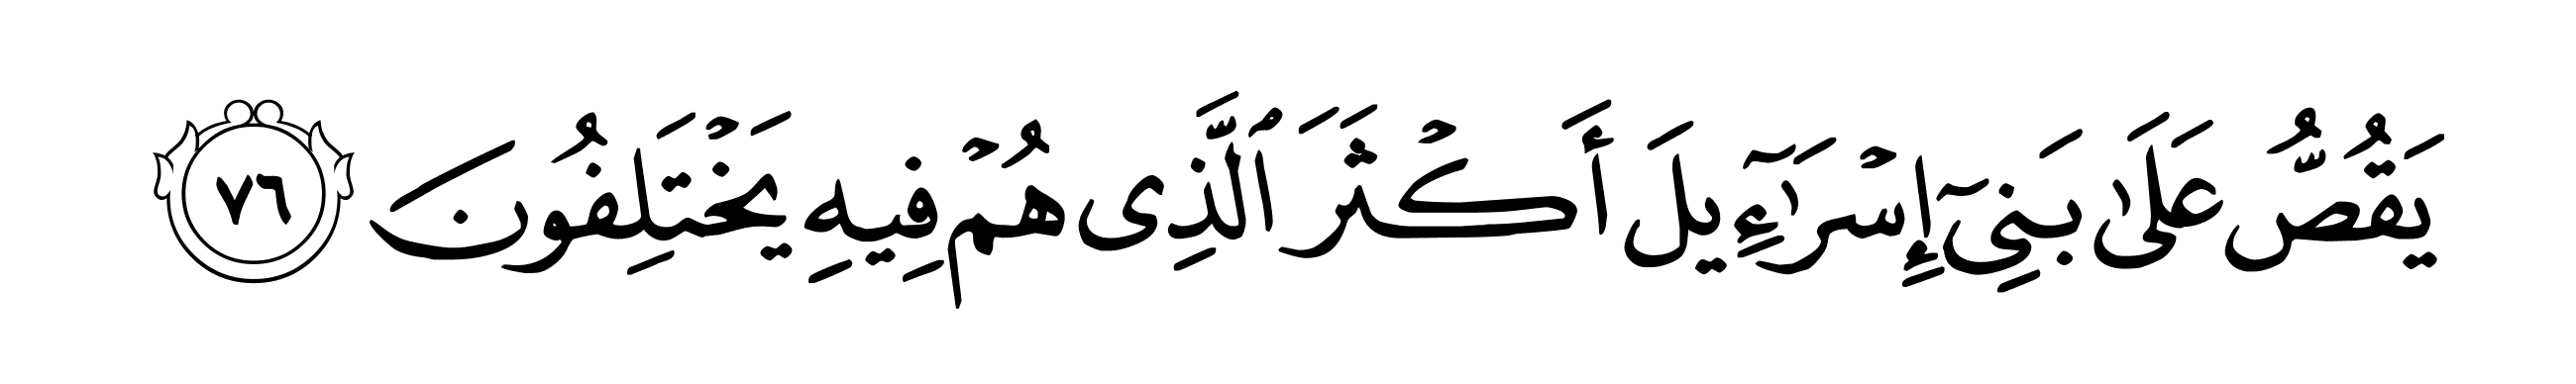 يَقُصُّ عَلَىٰ بَنِىٓ إِسْرَٰٓءِيلَ أَكْثَرَ ٱلَّذِى هُمْ فِيهِ يَخْتَلِفُونَ ٧٦